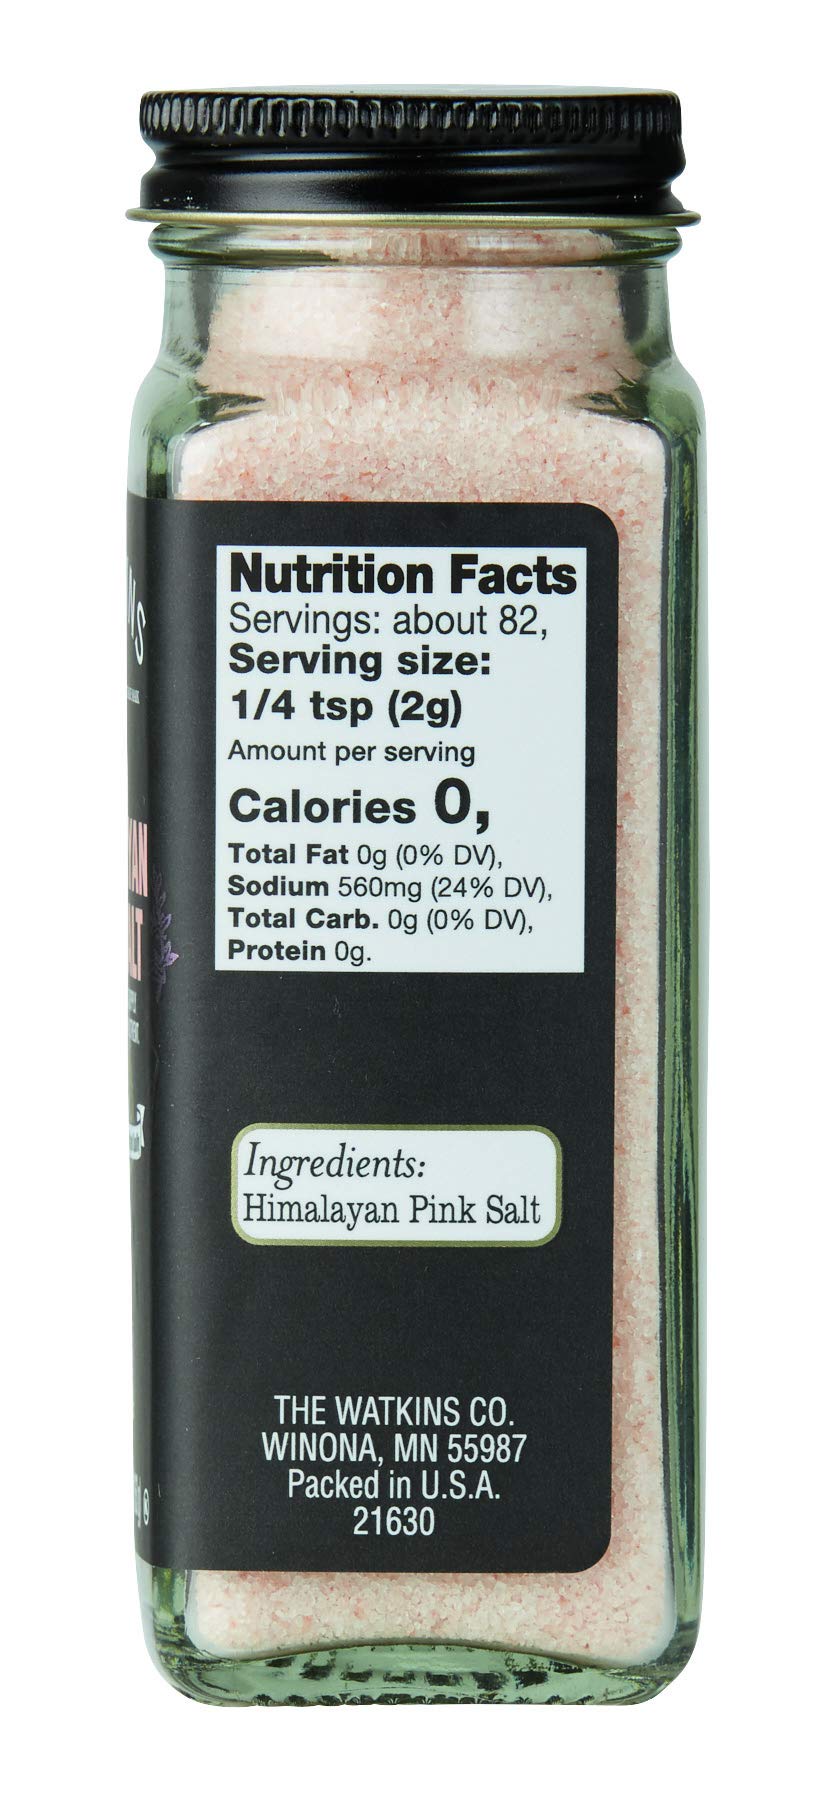 Nutrition Facts
Servings: about 82,
Serving size:
1/4 tsp (2g)
Amount per serving
Calories 0,
Total Fat 0g (0% DV),
Sodium 560mg (24% DV),
Total Carb. 0g (0% DV),
Protein 0g.
Ingredients:
Himalayan Pink Salt
THE WATKINS CO.
WINONA, MN 55987
Packed in U.S.A.
21630